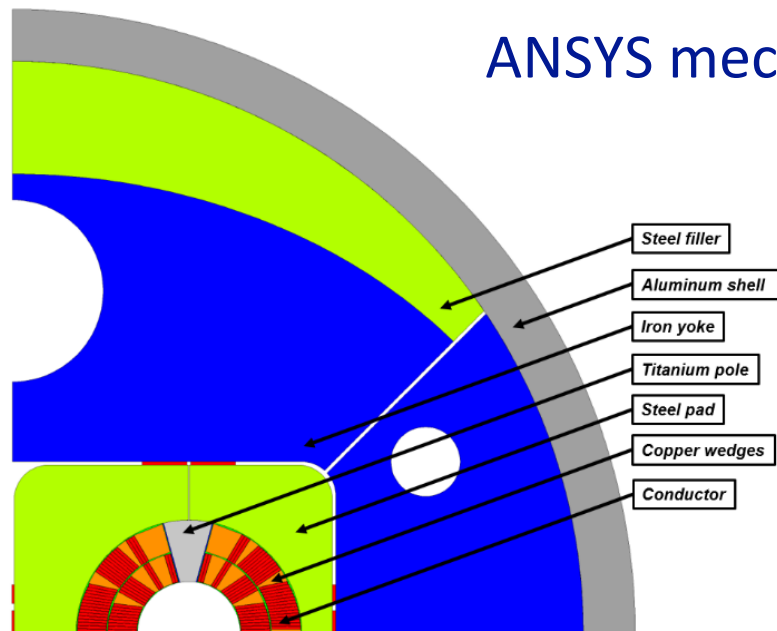 ANSYS mec
Steel filler
Aluminum shell
Iron yoke
Titanium pole
Steel pad
Copper wedges
Conductor